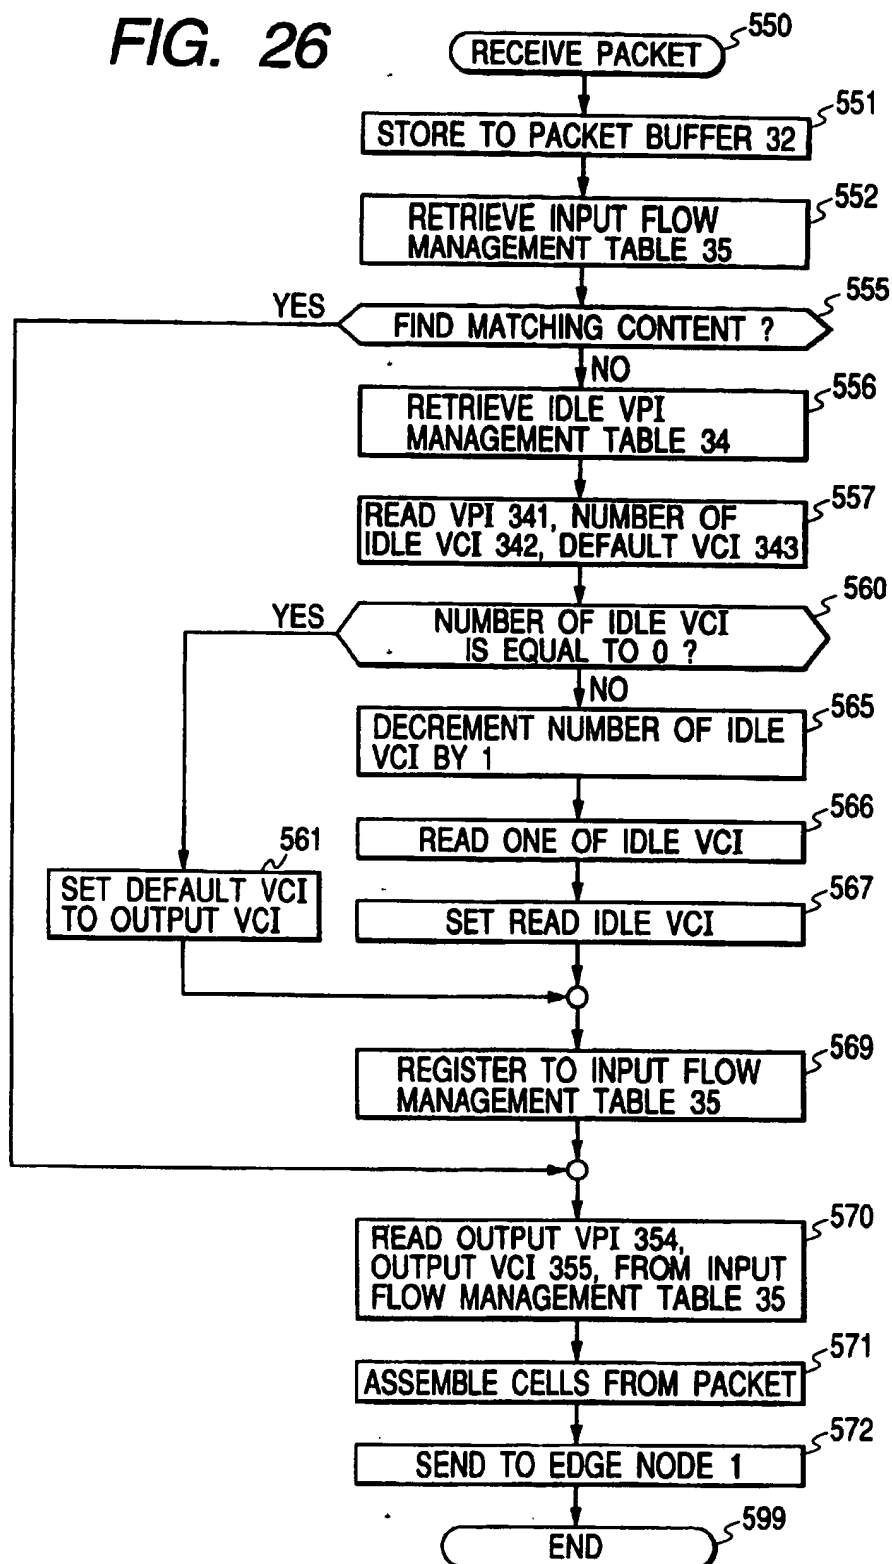 FIG. 26
RECEIVE PACKET
550
551
STORE TO PACKET BUFFER 32
552
RETRIEVE INPUT FLOW
MANAGEMENT TABLE 35
555
YES
FIND MATCHING CONTENT ?
NO
556
RETRIEVE IDLE VPI
MANAGEMENT TABLE 34
557
READ VPI 341, NUMBER OF
IDLE VCI 342, DEFAULT VCI 343
560
YES
NUMBER OF IDLE VCI
IS EQUAL TO 0 ?
NO
565
DECREMENT NUMBER OF IDLE
VCI BY 1
566
READ ONE OF IDLE VCI
561
SET DEFAULT VCI
TO OUTPUT VCI
567
SET READ IDLE VCI
569
REGISTER TO INPUT FLOW
MANAGEMENT TABLE 35
570
READ OUTPUT VPI 354,
OUTPUT VCI 355, FROM INPUT
FLOW MANAGEMENT TABLE 35
571
ASSEMBLE CELLS FROM PACKET
572
SEND TO EDGE NODE 1
599
END